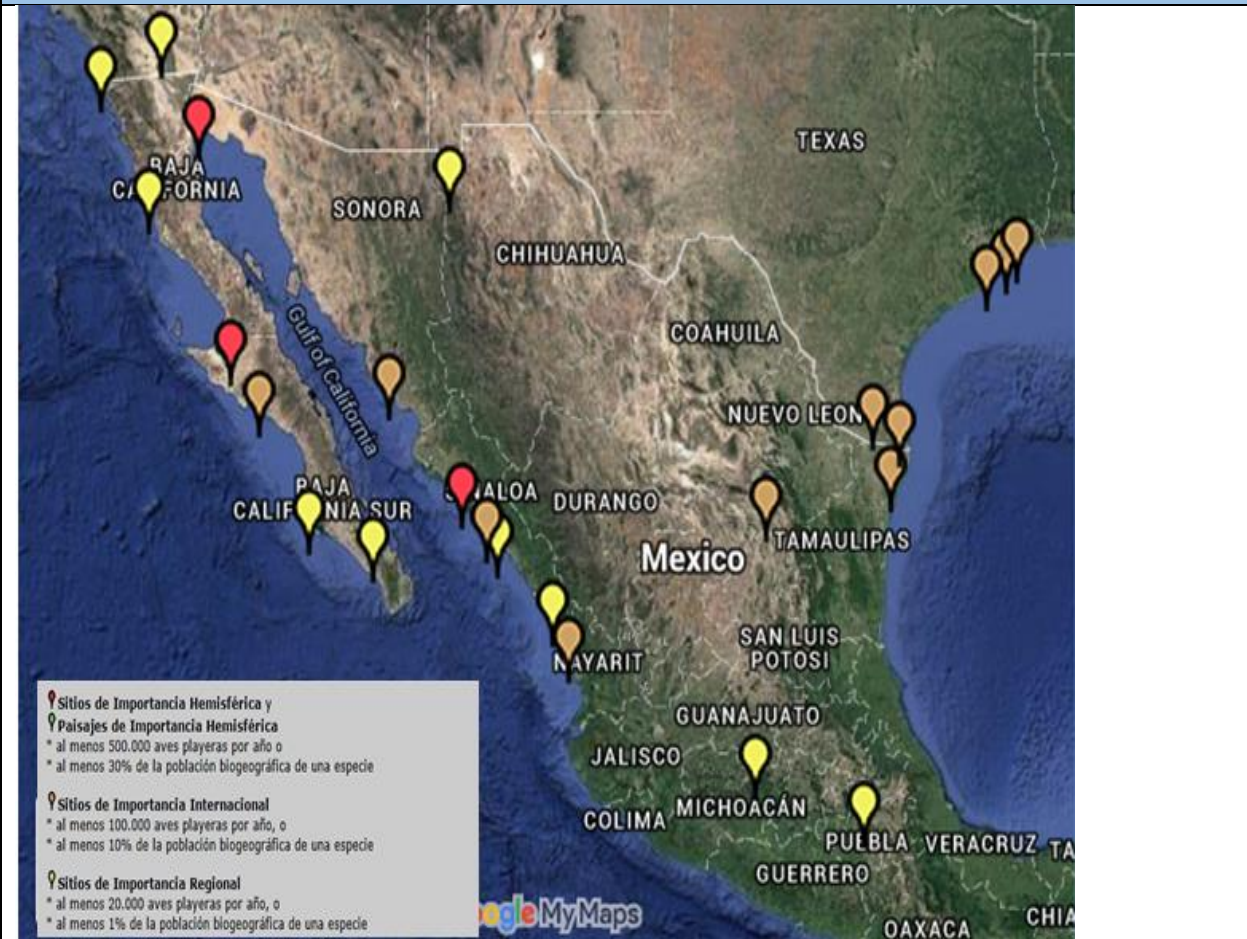 TEXAS
BAJA
CALIFORNIA
SONORA
CHIHUAHUA
Gulf of California
COAHUILA
NUEVO LEON
BAJA
CALIFORNIA SUR
SINALOA
DURANGO
TAMAULIPAS
Mexico
SAN LUIS
POTOSI
NAYARIT
GUANAJUATO
JALISCO
MICHOACÁN
COLIMA
PUEBLA
VERACRUZ
TA
GUERRERO
OAXACA
CHIA
Sitios de Importancia Hemisférica y
Paisajes de Importancia Hemisférica
* al menos 500.000 aves playeras por año o
* al menos 30% de la población biogeográfica de una especie
Sitios de Importancia Internacional
* al menos 100.000 aves playeras por año, o
* al menos 10% de la población biogeográfica de una especie
Sitios de Importancia Regional
* al menos 20.000 aves playeras por año, o
* al menos 1% de la población biogeográfica de una especie
ogle My Maps